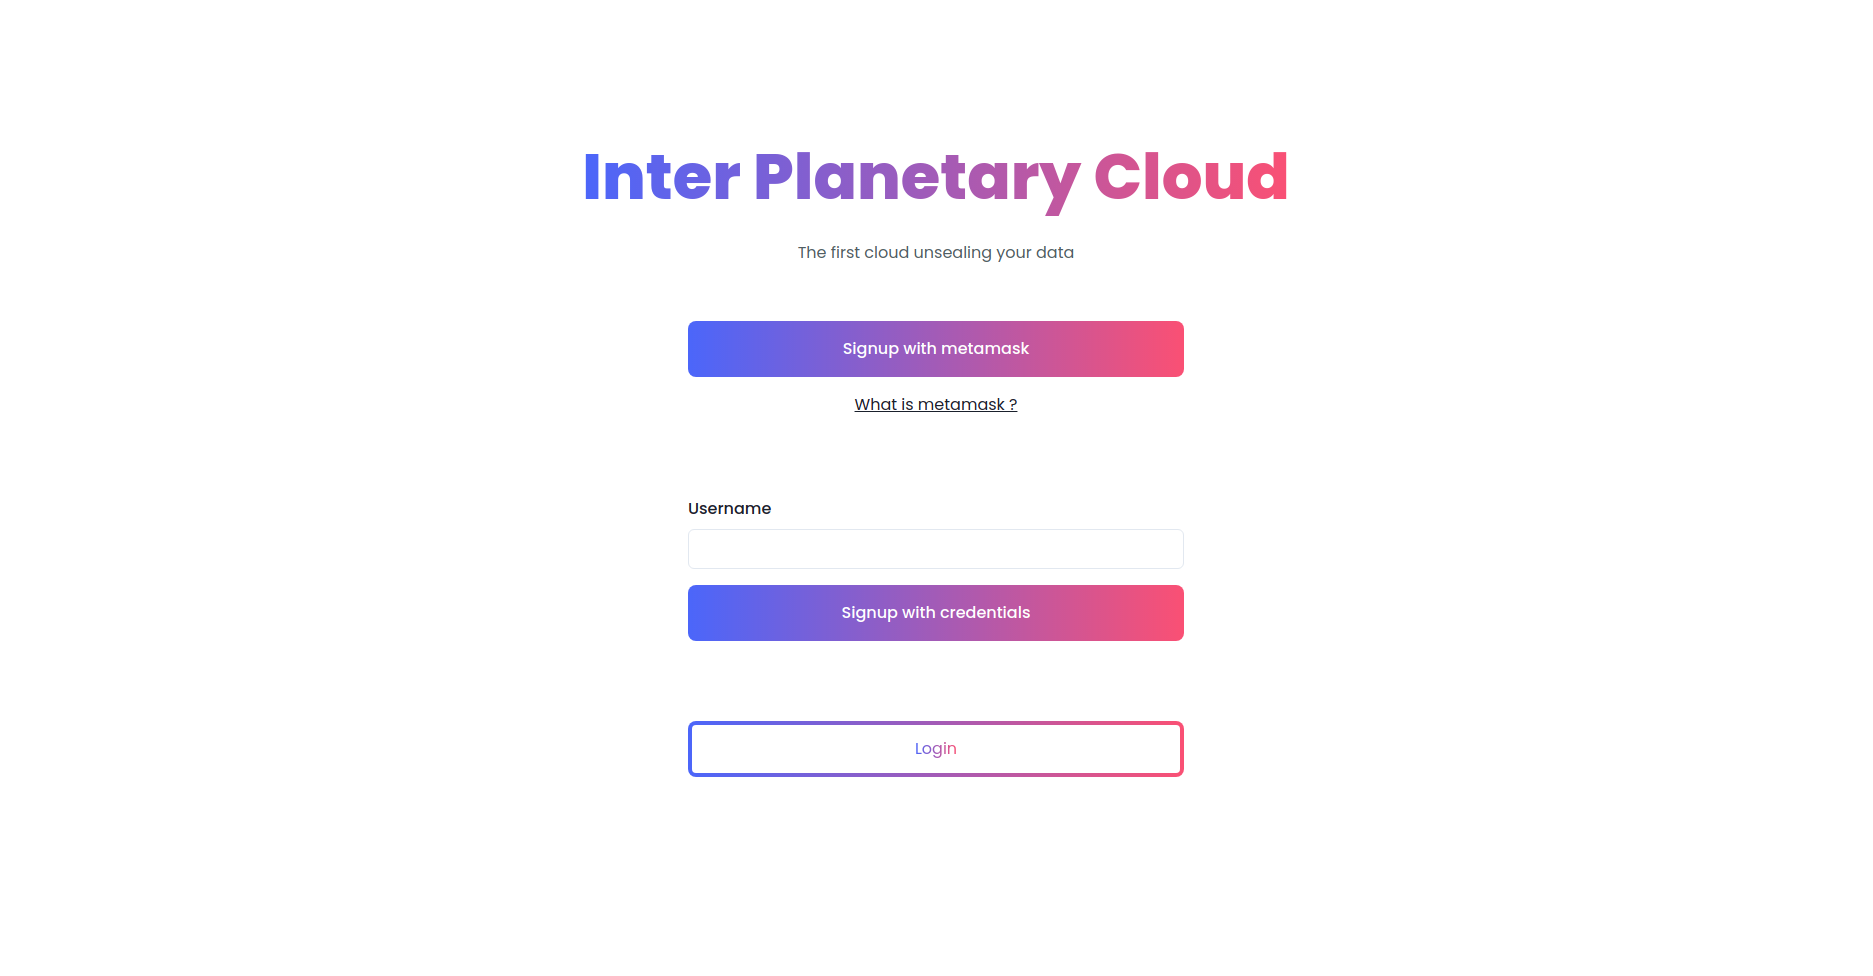 Inter Planetary Cloud
The first cloud unsealing your data
Signup with metamask
What is metamask ?
Username
Signup with credentials
Login